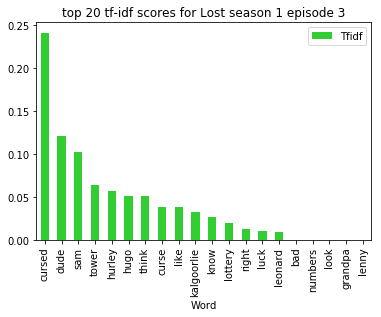 top 20 tf-idf scores for Lost season 1 episode 3
Tfidf
0.25
0.20
0.15
0.10
0.05
0.00
cursed
dude
sam
tower
hurley
hugo
think
curse
like
kalgoorlie
know
lottery
right
luck
leonard
bad
numbers
look
grandpa
lenny
Word